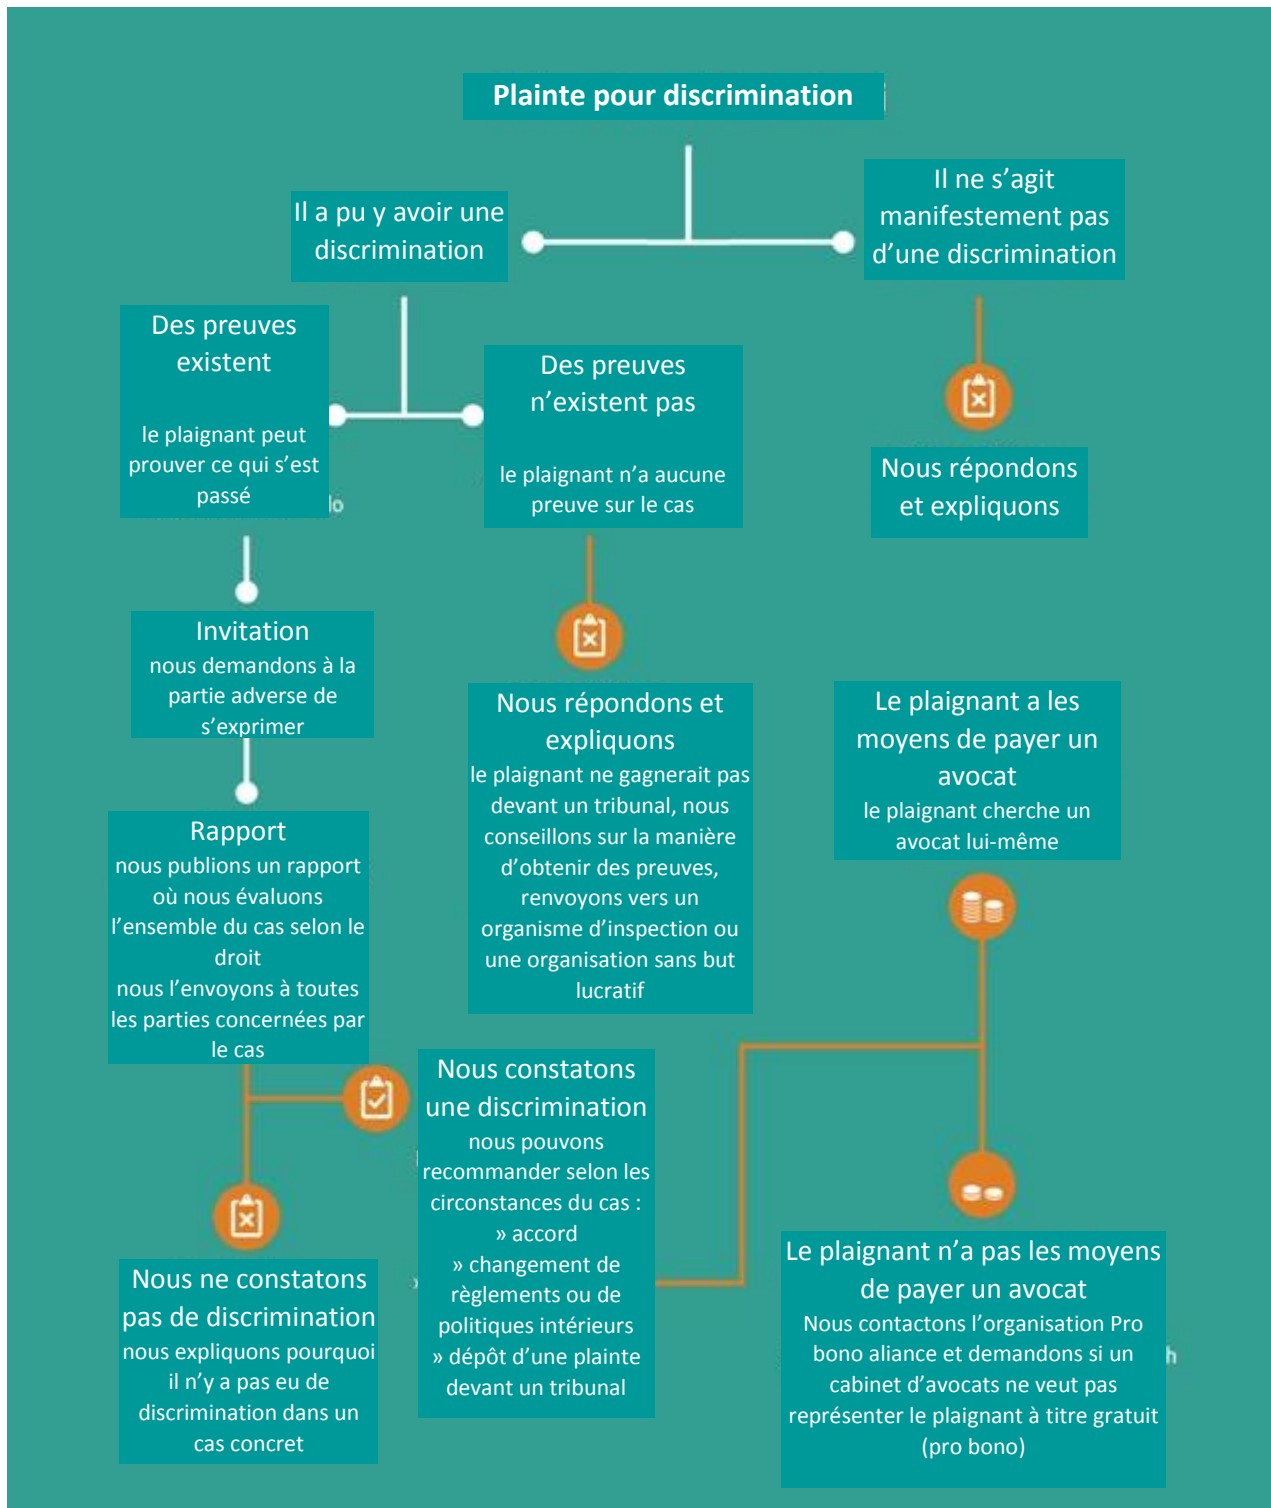 Plainte pour discrimination
Il a pu y avoir une
discrimination
Il ne s’agit
manifestement pas
d’une discrimination
Des preuves
existent
le plaignant peut
prouver ce qui s’est
passé
Des preuves
n’existent pas
le plaignant n’a aucune
preuve sur le cas
Nous répondons
et expliquons
Invitation
nous demandons à la
partie adverse de
s’exprimer
Nous répondons et
expliquons
le plaignant ne gagnerait pas
devant un tribunal, nous
conseillons sur la manière
d’obtenir des preuves,
renvoyons vers un
organisme d’inspection ou
une organisation sans but
lucratif
Le plaignant a les
moyens de payer un
avocat
le plaignant cherche un
avocat lui-même
Rapport
nous publions un rapport
où nous évaluons
l’ensemble du cas selon le
droit
nous l’envoyons à toutes
les parties concernées par
le cas
Nous constatons
une discrimination
nous pouvons
recommander selon les
circonstances du cas :
» accord
» changement de
règlements ou de
politiques intérieurs
» dépôt d’une plainte
devant un tribunal
Nous ne constatons
pas de discrimination
nous expliquons pourquoi
il n’y a pas eu de
discrimination dans un
cas concret
Le plaignant n’a pas les moyens
de payer un avocat
Nous contactons l’organisation Pro
bono aliance et demandons si un
cabinet d’avocats ne veut pas
représenter le plaignant à titre gratuit
(pro bono)